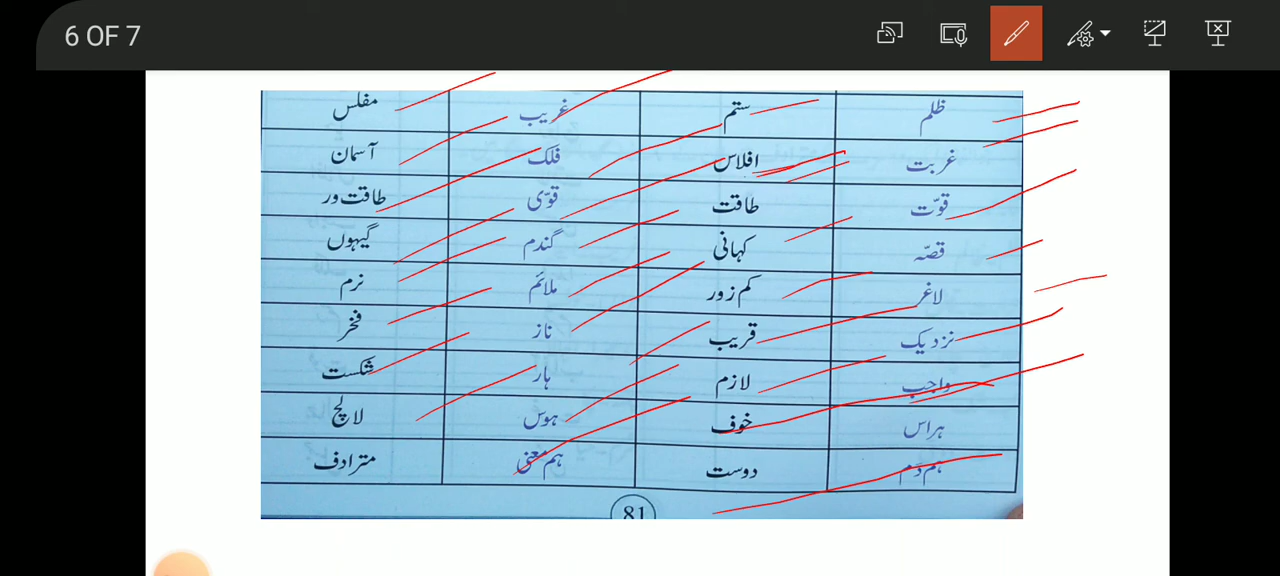 6 OF 7
ظلم ستم غریب مفلس
غربت افلاس فلک آسمان
قوّت طاقت قوّی طاقت ور
قصّہ کہانی گندم گیہوں
لاغر کم زور ملائم نرم
نزدیک قریب ناز فخر
واجب لازم ہار شکست
ہراس خوف ہوس لالچ
ہم دَم دوست ہم معنی مترادف
81